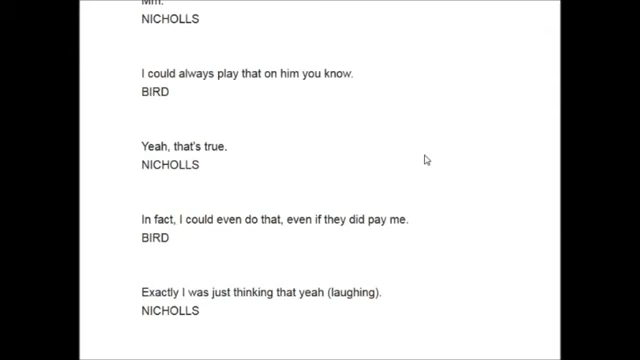 Mm.
NICHOLLS
I could always play that on him you know.
BIRD
Yeah, that's true.
NICHOLLS
In fact, I could even do that, even if they did pay me.
BIRD
Exactly I was just thinking that yeah (laughing).
NICHOLLS